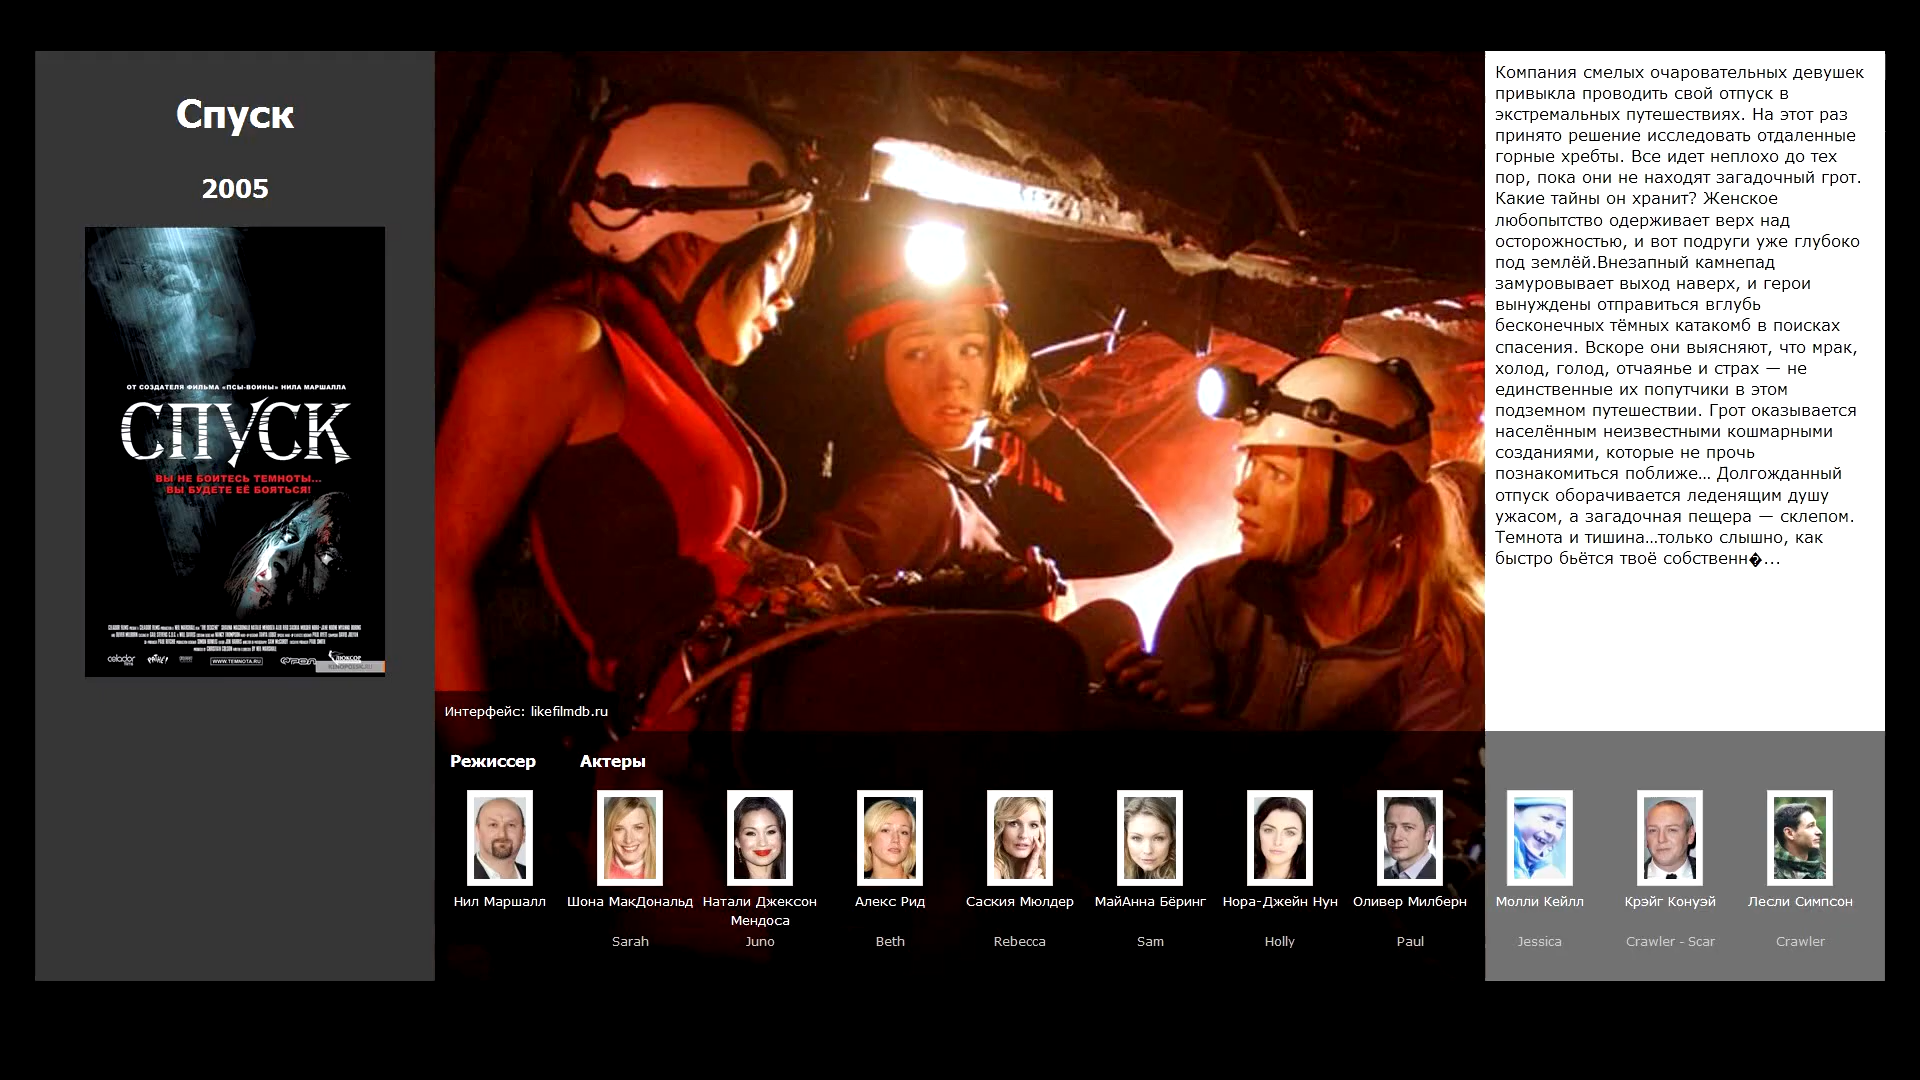 Спуск
2005
ОТ СОЗДАТЕЛЯ ФИЛЬМА «ПСЫ-ВОИНЫ» НИЛА МАРШАЛЛА
СПУСК
ВЫ НЕ БОИТЕСЬ ТЕМНОТЫ...
ВЫ БУДЕТЕ ЕЁ БОЯТЬСЯ!
celador
WWW.TEMNOTA.RU
KINOPOISK.RU
Компания смелых очаровательных девушек
привыкла проводить свой отпуск в
экстремальных путешествиях. На этот раз
принято решение исследовать отдаленные
горные хребты. Все идет неплохо до тех
пор, пока они не находят загадочный грот.
Какие тайны он хранит? Женское
любопытство одерживает верх над
осторожностью, и вот подруги уже глубоко
под землёй.Внезапный камнепад
замуровывает выход наверх, и герои
вынуждены отправиться вглубь
бесконечных тёмных катакомб в поисках
спасения. Вскоре они выясняют, что мрак,
холод, голод, отчаянье и страх — не
единственные их попутчики в этом
подземном путешествии. Грот оказывается
населённым неизвестными кошмарными
созданиями, которые не прочь
познакомиться поближе… Долгожданный
отпуск оборачивается леденящим душу
ужасом, а загадочная пещера — склепом.
Темнота и тишина…только слышно, как
быстро бьётся твоё собственн�...
Интерфейс: likefilmdb.ru
Режиссер Актеры
Нил Маршалл Шона МакДональд Натали Джексон Мендоса Алекс Рид Саския Мюлдер МайАнна Бёринг Нора-Джейн Нун Оливер Милберн Молли Кейлл Крэйг Конуэй Лесли Симпсон
Sarah Juno Beth Rebecca Sam Holly Paul Jessica Crawler - Scar Crawler